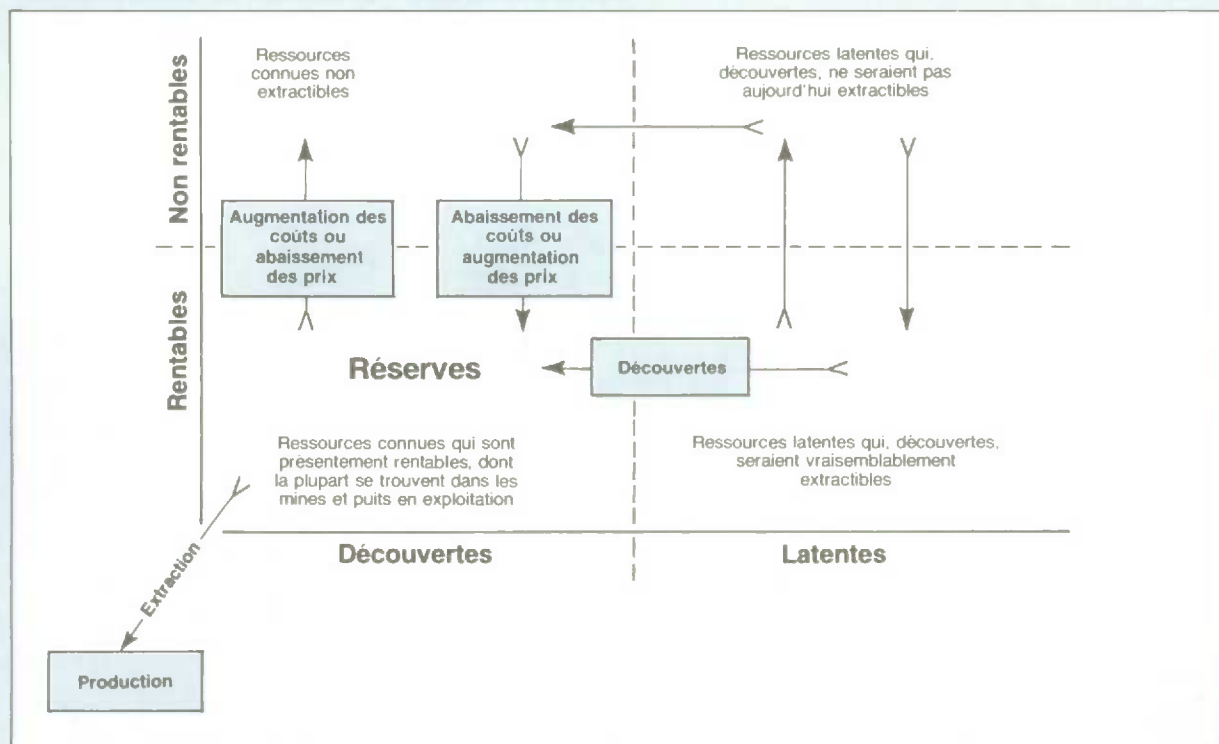 Ressources
connues non
extractibles
Ressources latentes qui,
découvertes, ne seraient pas
aujourd'hui extractibles
Non rentables
Augmentation des
coûts ou
abaissement
des prix
Abaissement des
coûts ou
augmentation
des prix
Rentables
Réserves
Découvertes
Ressources connues qui sont
présentement rentables, dont
la plupart se trouvent dans les
mines et puits en exploitation
Ressources latentes qui, découvertes,
seraient vraisemblablement
extractibles
Découvertes
Latentes
Extraction
Production